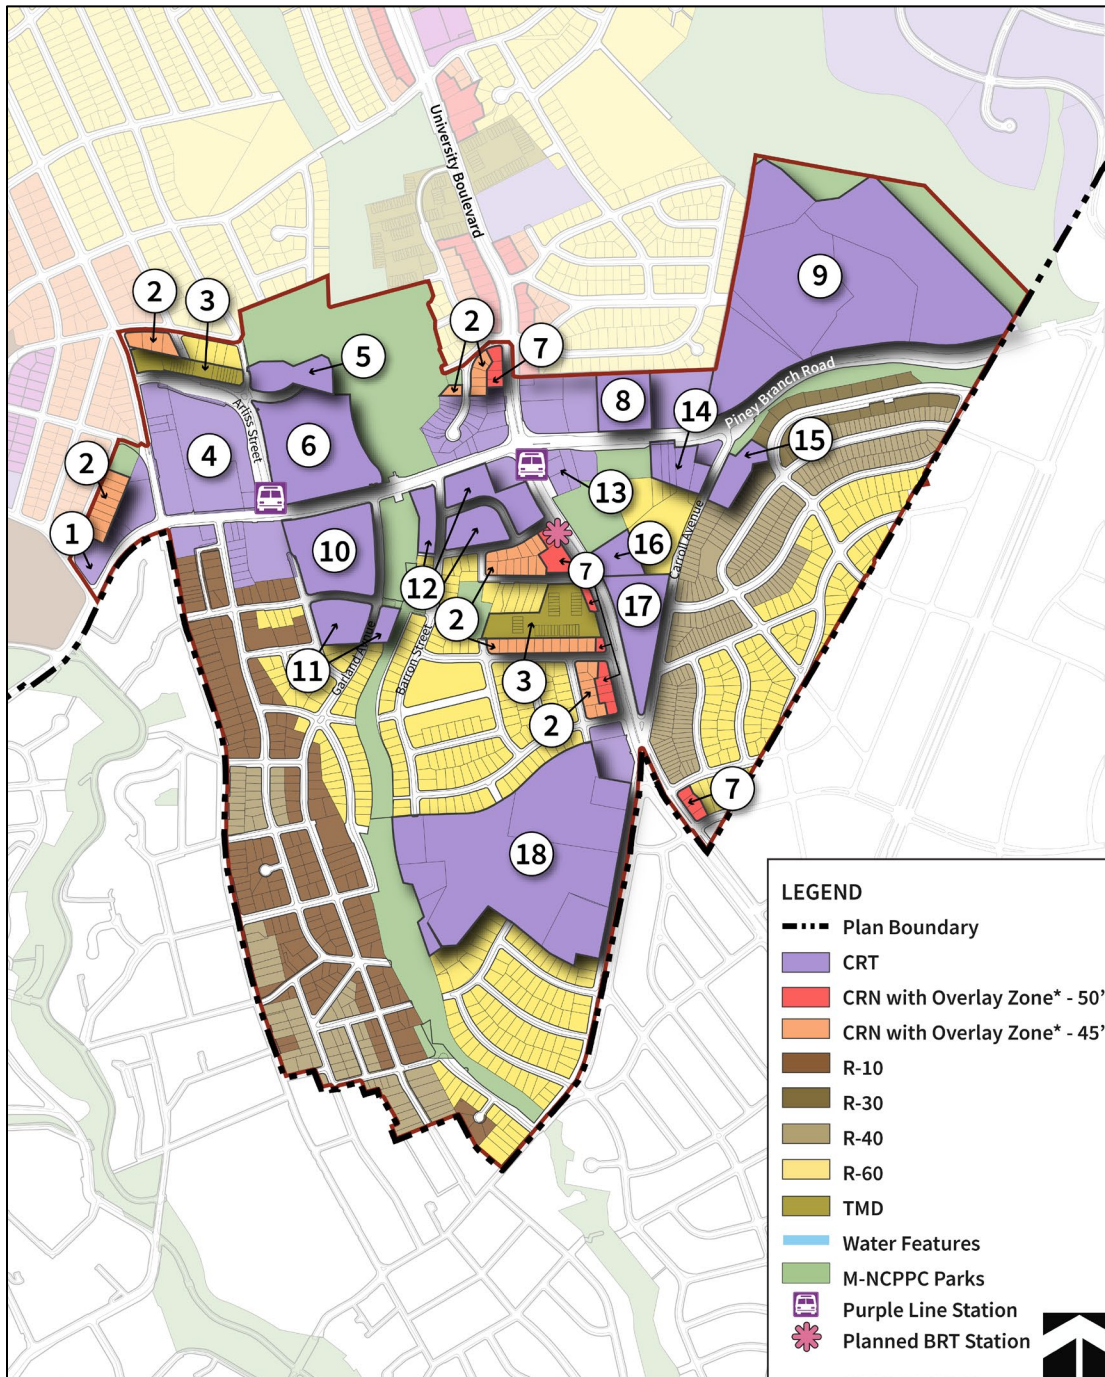 University Boulevard
9
2
3
2
7
5
8
14
Piney Branch Road
Arliss Street
4
6
15
2
13
1
10
16
7
12
Carroll Avenue
17
2
11
Garland Avenue
Barron Street
3
2
7
18
LEGEND
Plan Boundary
CRT
CRN with Overlay Zone* - 50'
CRN with Overlay Zone* - 45'
R-10
R-30
R-40
R-60
TMD
Water Features
M-NCPPC Parks
Purple Line Station
Planned BRT Station